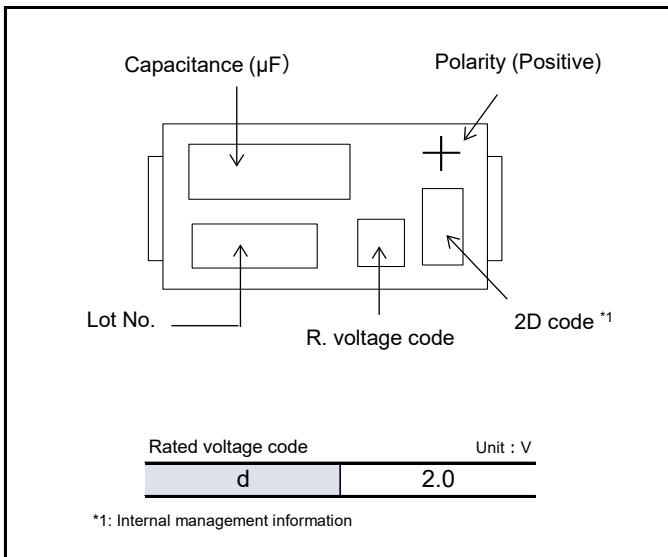 Capacitance (μF）
Polarity (Positive)
+
Lot No.
R. voltage code
2D code *1
Rated voltage code Unit：V
d 2.0
*1: Internal management information